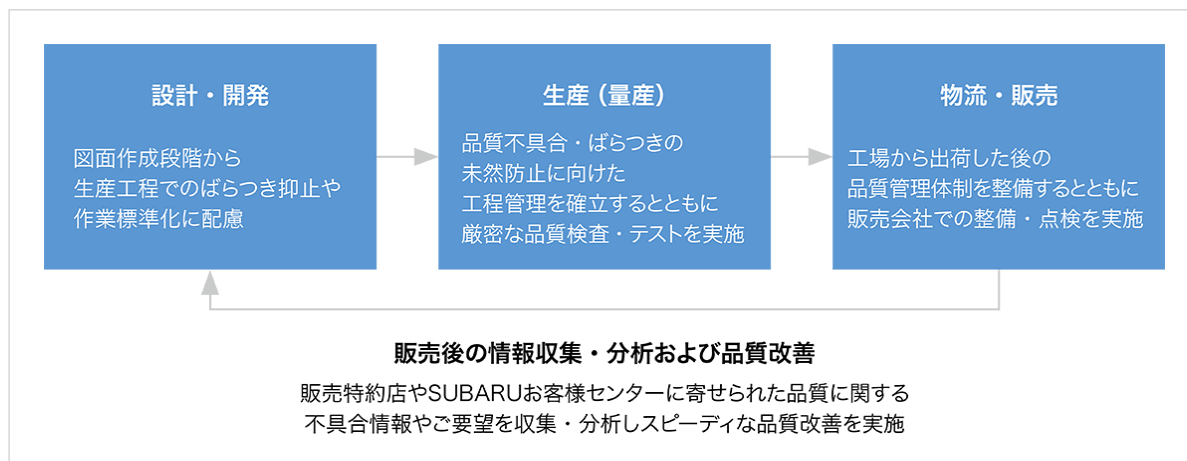 設計・開発
図面作成段階から
生産工程でのばらつき抑止や
作業標準化に配慮
生産（量産）
品質不具合・ばらつきの
未然防止に向けた
工程管理を確立するとともに
厳密な品質検査・テストを実施
物流・販売
工場から出荷した後の
品質管理体制を整備するとともに
販売会社での整備・点検を実施
販売後の情報収集・分析および品質改善
販売特約店やSUBARUお客様センターに寄せられた品質に関する
不具合情報やご要望を収集・分析しスピーディな品質改善を実施